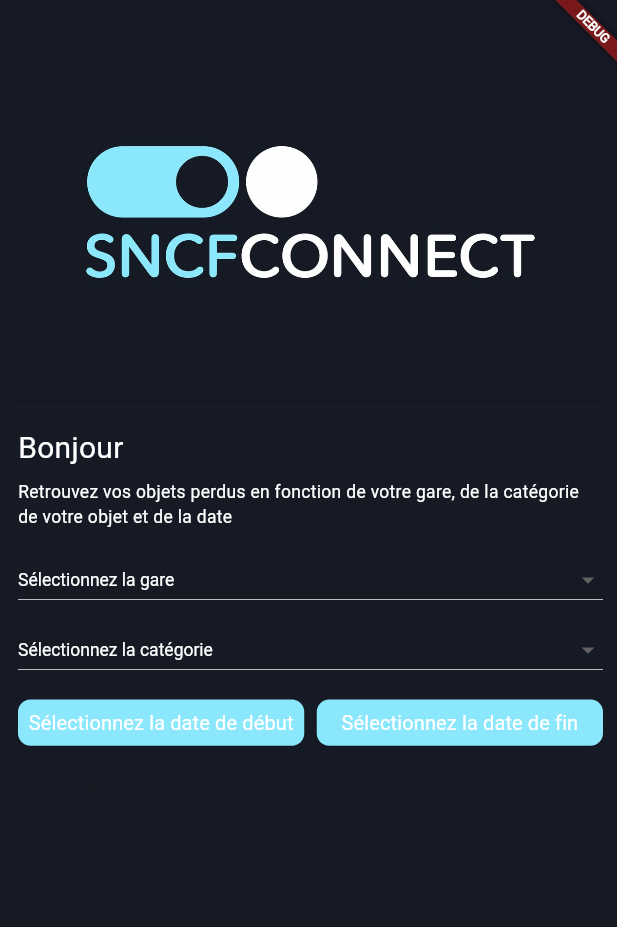 DEBUG
SNCFCONNECT
Bonjour
Retrouvez vos objets perdus en fonction de votre gare, de la catégorie
de votre objet et de la date
Sélectionnez la gare
Sélectionnez la catégorie
Sélectionnez la date de début
Sélectionnez la date de fin